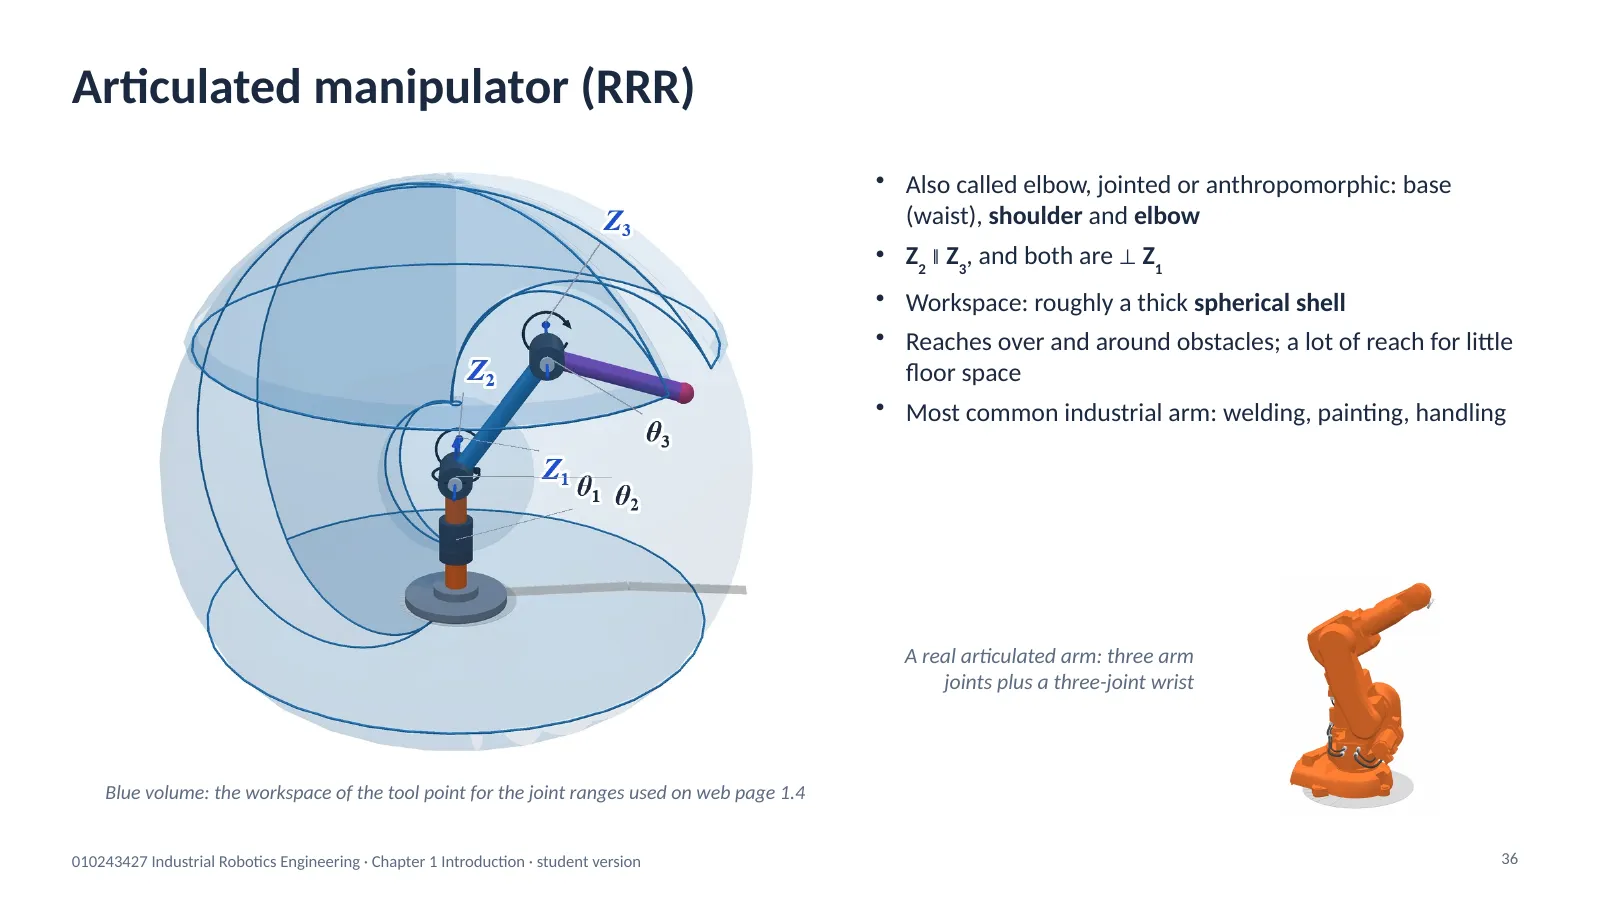 Articulated manipulator (RRR)
Z3
Z2
θ3
Z1 θ1 θ2
• Also called elbow, jointed or anthropomorphic: base
(waist), shoulder and elbow
• Z2 ∥ Z3, and both are ⊥ Z1
• Workspace: roughly a thick spherical shell
• Reaches over and around obstacles; a lot of reach for little
floor space
• Most common industrial arm: welding, painting, handling
A real articulated arm: three arm
joints plus a three-joint wrist
Blue volume: the workspace of the tool point for the joint ranges used on web page 1.4
010243427 Industrial Robotics Engineering · Chapter 1 Introduction · student version
36